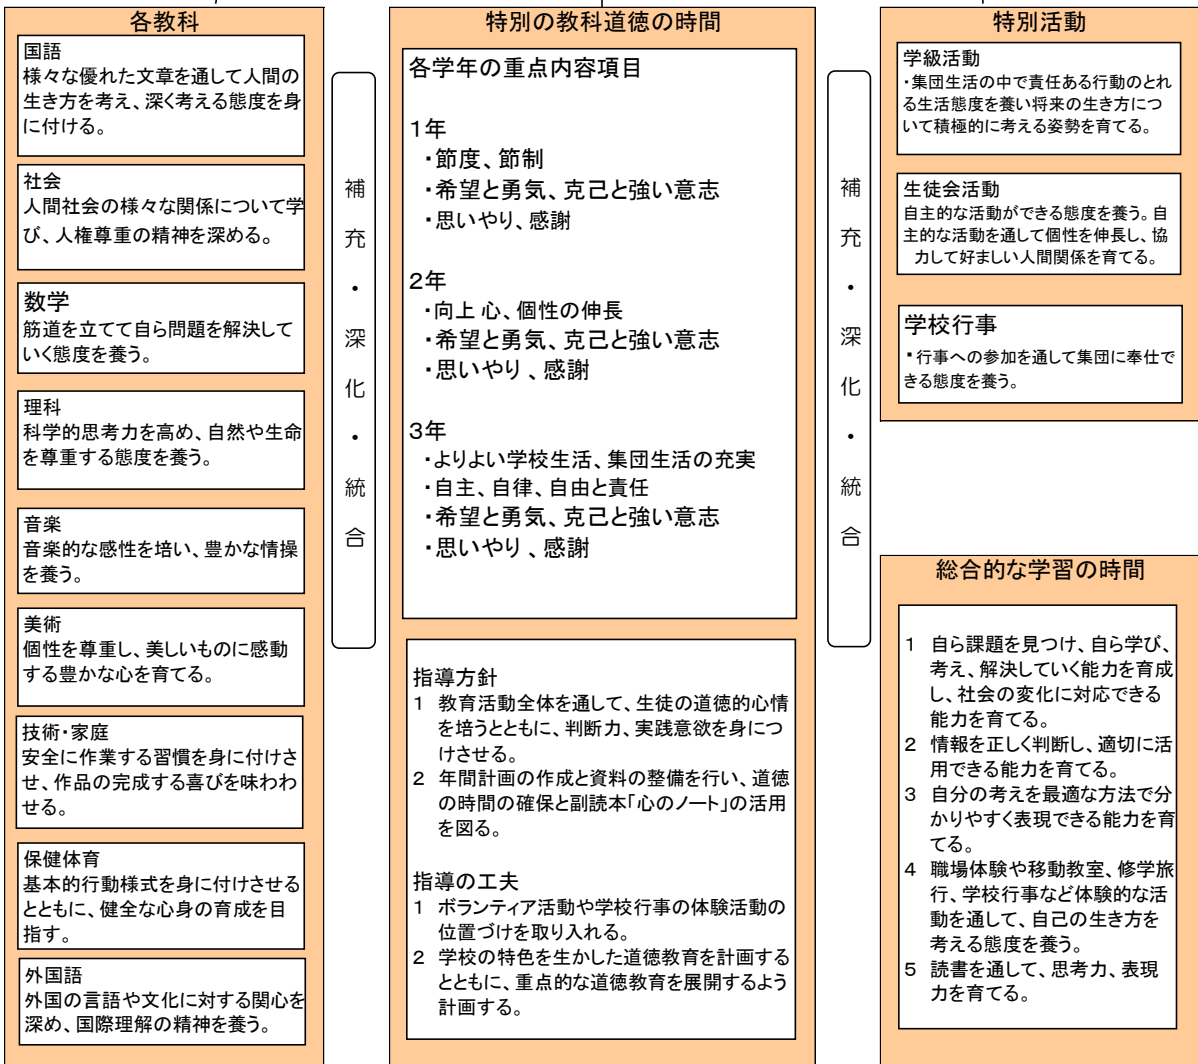 各教科
国語
様々な優れた文章を通して人間の
生き方を考え、深く考える態度を身
に付ける。
社会
人間社会の様々な関係について学
び、人権尊重の精神を深める。
数学
筋道を立てて自ら問題を解決して
いく態度を養う。
理科
科学的思考力を高め、自然や生命
を尊重する態度を養う。
音楽
音楽的な感性を培い、豊かな情操
を養う。
美術
個性を尊重し、美しいものに感動
する豊かな心を育てる。
技術・家庭
安全に作業する習慣を身に付けさ
せ、作品の完成する喜びを味わわ
せる。
保健体育
基本的行動様式を身に付けさせる
とともに、健全な心身の育成を目
指す。
外国語
外国の言語や文化に対する関心を
深め、国際理解の精神を養う。
補充・深化・統合
特別の教科道徳の時間
各学年の重点内容項目
1年
・節度、節制
・希望と勇気、克己と強い意志
・思いやり、感謝
2年
・向上 心、個性の伸長
・希望と勇気、克己と強い意志
・思いやり 、感謝
3年
・よりよい学校生活、集団生活の充実
・自主、自律、自由と責任
・希望と勇気、克己と強い意志
・思いやり 、感謝
指導方針
1 教育活動全体を通して、生徒の道徳的心情
を培うとともに、判断力、実践意欲を身につ
けさせる。
2 年間計画の作成と資料の整備を行い、道徳
の時間の確保と副読本「心のノート」の活用
を図る。
指導の工夫
1 ボランティア活動や学校行事の体験活動の
位置づけを取り入れる。
2 学校の特色を生かした道徳教育を計画する
とともに、重点的な道徳教育を展開するよう
計画する。
補充・深化・統合
特別活動
学級活動
・集団生活の中で責任ある行動のとれ
る生活態度を養い将来の生き方につ
いて積極的に考える姿勢を育てる。
生徒会活動
自主的な活動ができる態度を養う。自
主的な活動を通して個性を伸長し、協
力して好ましい人間関係を育てる。
学校行事
・行事への参加を通して集団に奉仕で
きる態度を養う。
総合的な学習の時間
1 自ら課題を見つけ、自ら学び、
考え、解決していく能力を育成
し、社会の変化に対応できる
能力を育てる。
2 情報を正しく判断し、適切に活
用できる能力を育てる。
3 自分の考えを最適な方法で分
かりやすく表現できる能力を育
てる。
4 職場体験や移動教室、修学旅
行、学校行事など体験的な活
動を通して、自己の生き方を
考える態度を養う。
5 読書を通して、思考力、表現
力を育てる。